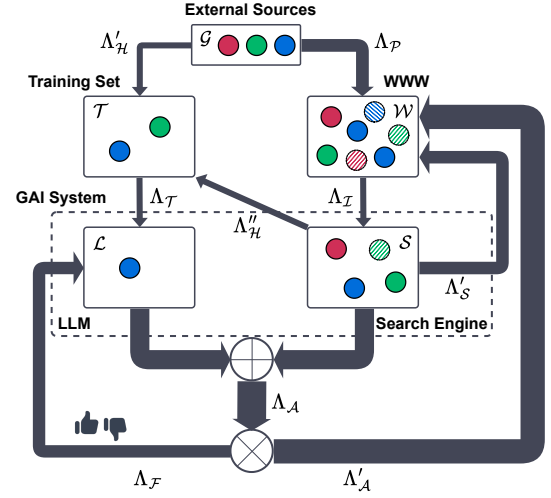 External Sources
Λ′_ℋ
𝒢
Λ_𝒫
Training Set
WWW
𝒯
𝒲
Λ_𝒯
Λ_ℐ
GAI System
Λ″_ℋ
ℒ
𝒮
Λ′_𝒮
LLM
Search Engine
Λ_𝒜
Λ_ℱ
Λ′_𝒜